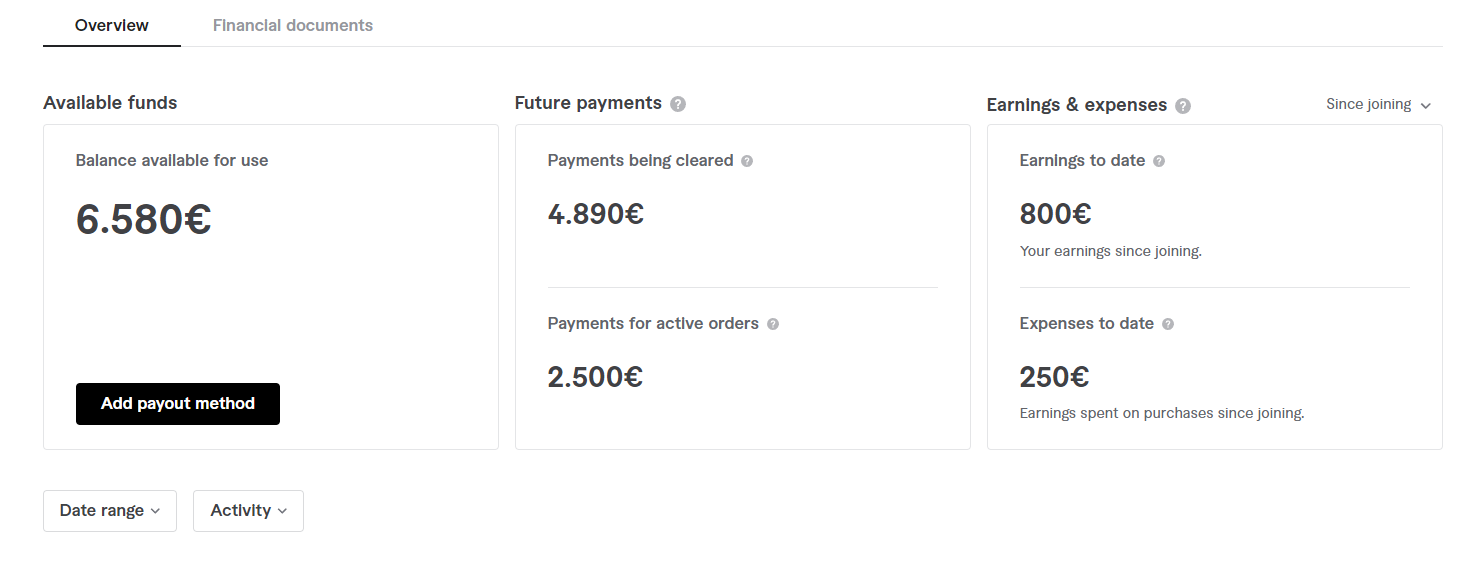 Overview
Financial documents
Available funds
Balance available for use
6.580€
Add payout method
Future payments ?
Payments being cleared ?
4.890€
Payments for active orders ?
2.500€
Earnings & expenses ?
Since joining
Earnings to date ?
800€
Your earnings since joining.
Expenses to date ?
250€
Earnings spent on purchases since joining.
Date range
Activity